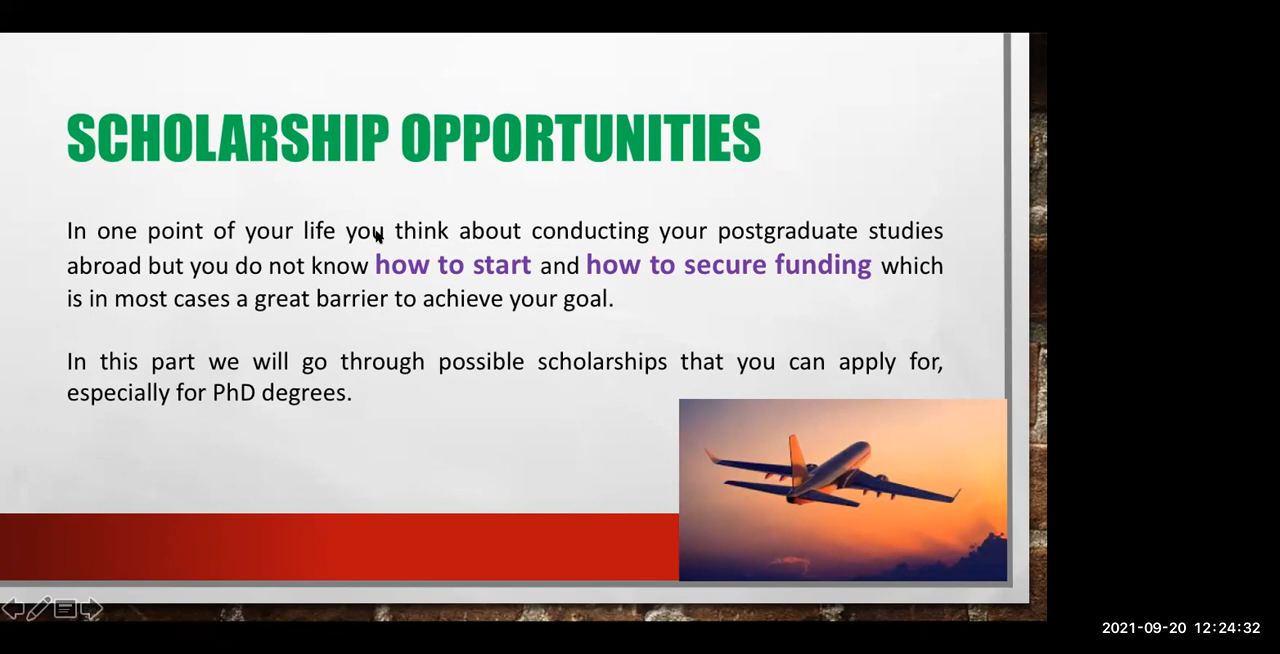 SCHOLARSHIP OPPORTUNITIES
In one point of your life you think about conducting your postgraduate studies
abroad but you do not know how to start and how to secure funding which
is in most cases a great barrier to achieve your goal.
In this part we will go through possible scholarships that you can apply for,
especially for PhD degrees.
2021-09-20 12:24:32